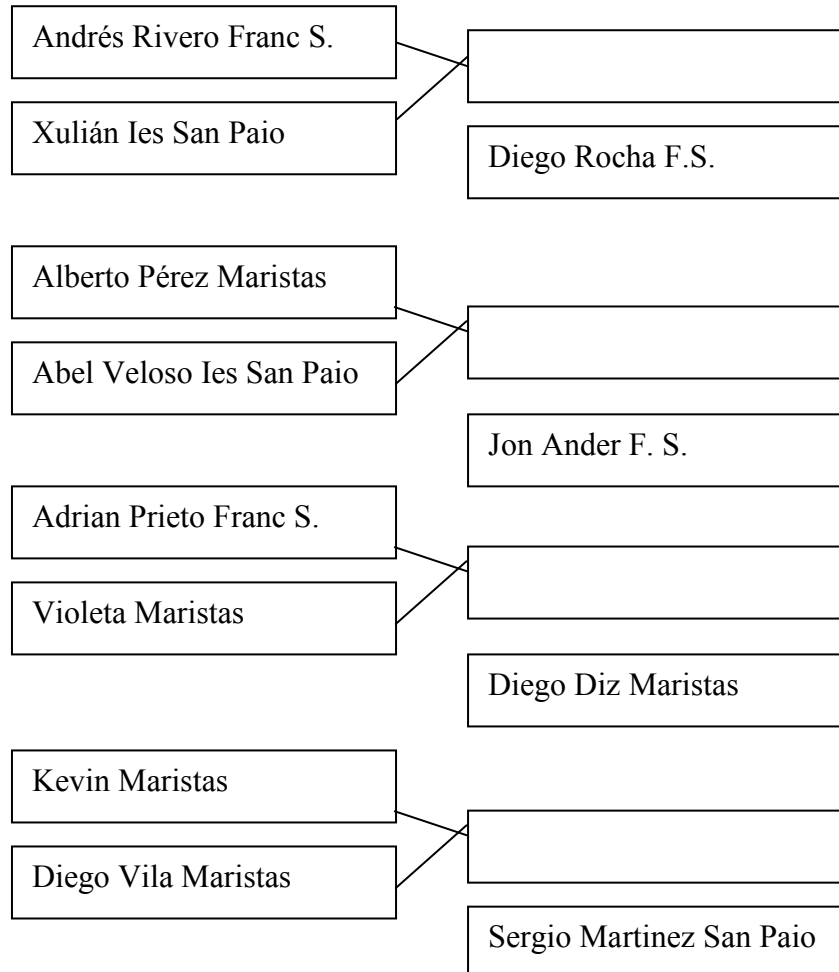 Andrés Rivero Franc S.
Xulián Ies San Paio
Diego Rocha F.S.
Alberto Pérez Maristas
Abel Veloso Ies San Paio
Jon Ander F. S.
Adrian Prieto Franc S.
Violeta Maristas
Diego Diz Maristas
Kevin Maristas
Diego Vila Maristas
Sergio Martinez San Paio